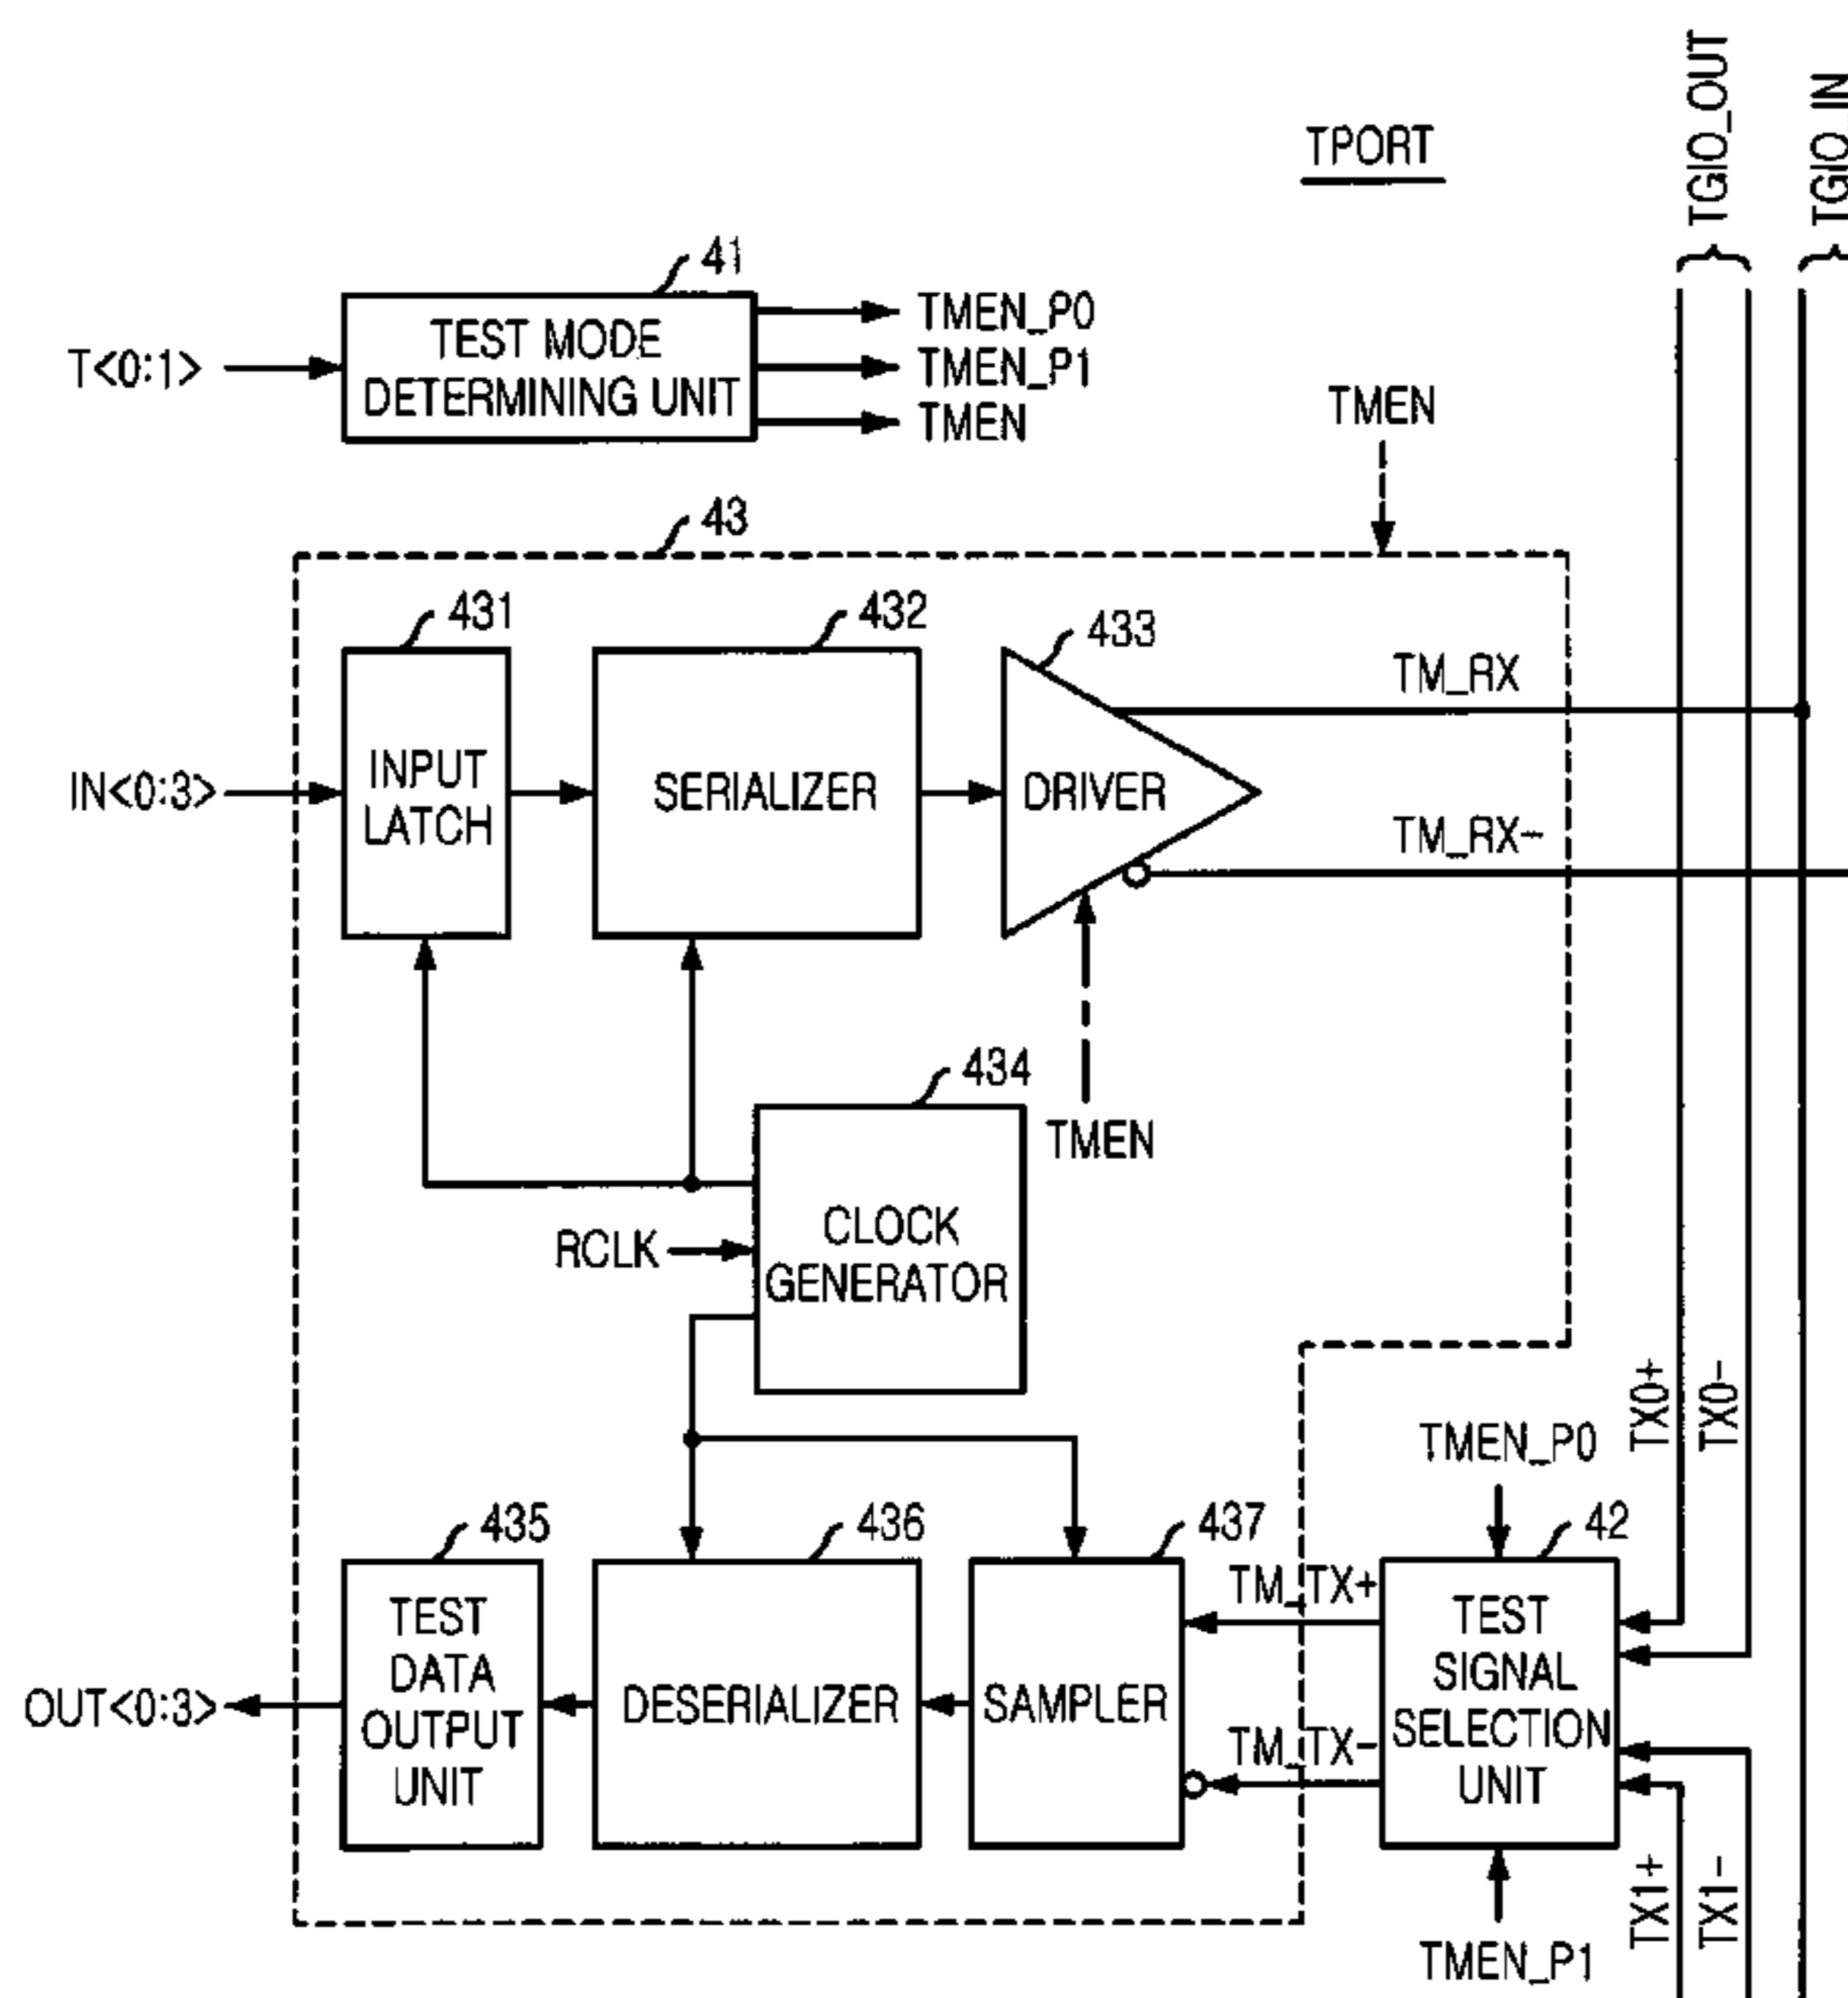 TPORT
TGIO_OUT
TGIO_IN
41
T<0:1>
TEST MODE
DETERMINING UNIT
TMEN_P0
TMEN_P1
TMEN
TMEN
43
431
432
433
IN<0:3>
INPUT
LATCH
SERIALIZER
DRIVER
TM_RX
TM_RX-
TMEN
434
RCLK
CLOCK
GENERATOR
TX0+
TX0-
TMEN_P0
435
436
437
42
OUT<0:3>
TEST
DATA
OUTPUT
UNIT
DESERIALIZER
SAMPLER
TM_TX+
TM_TX-
TEST
SIGNAL
SELECTION
UNIT
TX1+
TX1-
TMEN_P1